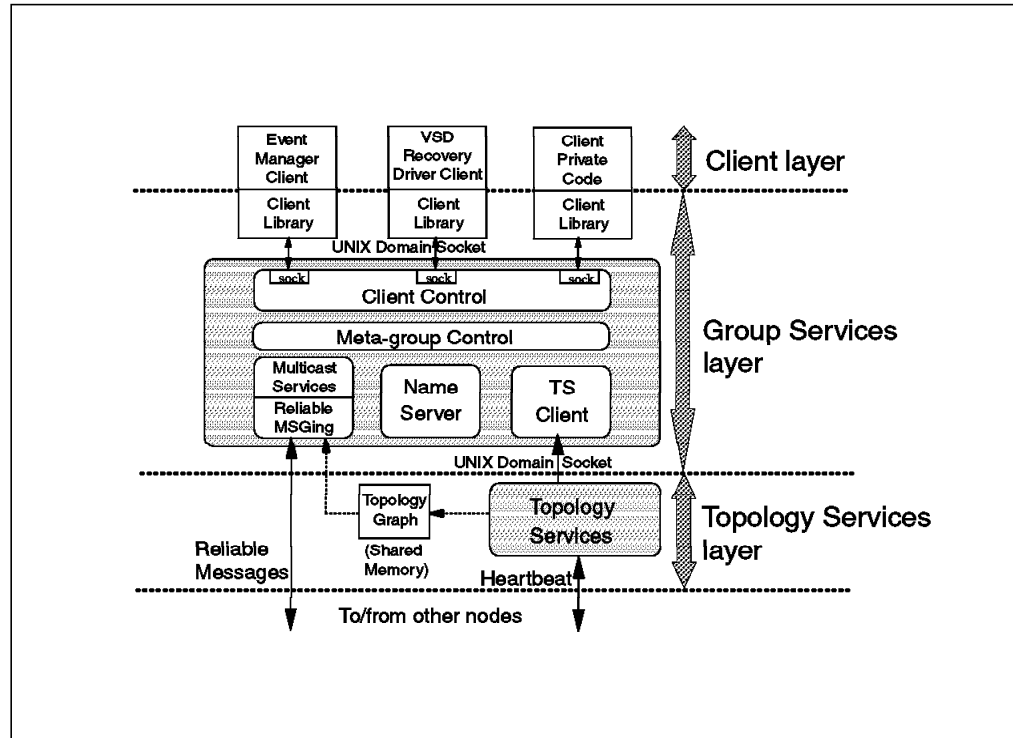 Event
Manager
Client
VSD
Recovery
Driver Client
Client
Private
Code
Client layer
Client
Library
Client
Library
Client
Library
UNIX Domain Socket
sock
sock
sock
Client Control
Meta-group Control
Group Services
layer
Multicast
Services
Reliable
MSGing
Name
Server
TS
Client
UNIX Domain Socket
Topology
Graph
(Shared
Memory)
Topology
Services
Topology Services
layer
Reliable
Messages
Heartbeat
To/from other nodes